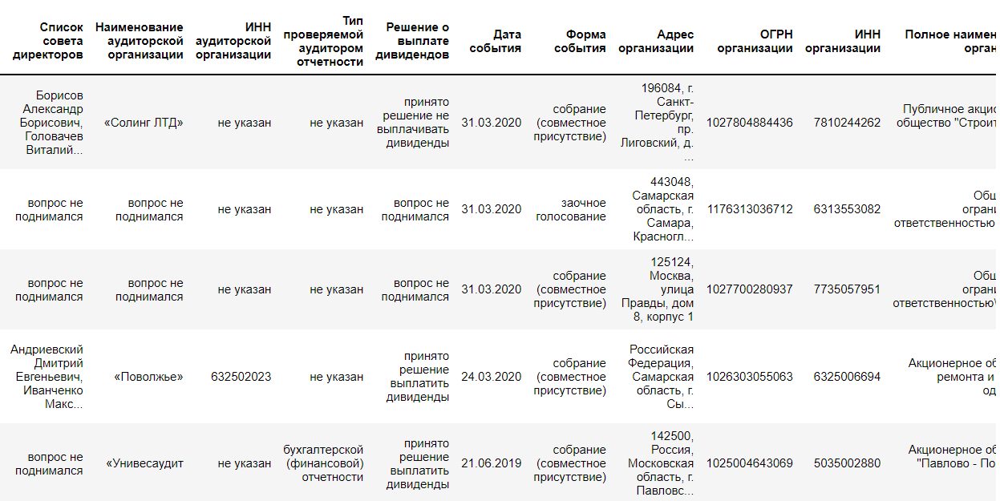 Список
совета
директоров
Наименование
аудиторской
организации
ИНН
аудиторской
организации
Тип
проверяемой
аудитором
отчетности
Решение о
выплате
дивидендов
Дата
события
Форма
события
Адрес
организации
ОГРН
организации
ИНН
организации
Полное наимен
орган
Борисов
Александр
Борисович,
Головачев
Виталий...
«Солинг ЛТД»
не указан
не указан
принято
решение не
выплачивать
дивиденды
31.03.2020
собрание
(совместное
присутствие)
196084, г.
Санкт-
Петербург,
пр.
Лиговский, д.
...
1027804884436
7810244262
Публичное акцио
общество "Строит
вопрос не
поднимался
вопрос не
поднимался
не указан
не указан
вопрос не
поднимался
31.03.2020
заочное
голосование
443048,
Самарская
область, г.
Самара,
Красногл...
1176313036712
6313553082
Общ
ограни
ответственностью
вопрос не
поднимался
вопрос не
поднимался
не указан
не указан
вопрос не
поднимался
31.03.2020
собрание
(совместное
присутствие)
125124,
Москва,
улица
Правды, дом
8, корпус 1
1027700280937
7735057951
Общ
ограни
ответственностью\
Андриевский
Дмитрий
Евгеньевич,
Иванченко
Макс...
«Поволжье»
632502023
не указан
принято
решение
выплатить
дивиденды
24.03.2020
собрание
(совместное
присутствие)
Российская
Федерация,
Самарская
область, г.
Сы...
1026303055063
6325006694
Акционерное об
ремонта и
од
вопрос не
поднимался
«Унивесаудит
не указан
бухгалтерской
(финансовой)
отчетности
принято
решение
выплатить
дивиденды
21.06.2019
собрание
(совместное
присутствие)
142500,
Россия,
Московская
область, г.
Павловс...
1025004643069
5035002880
Акционерное об
"Павлово - По